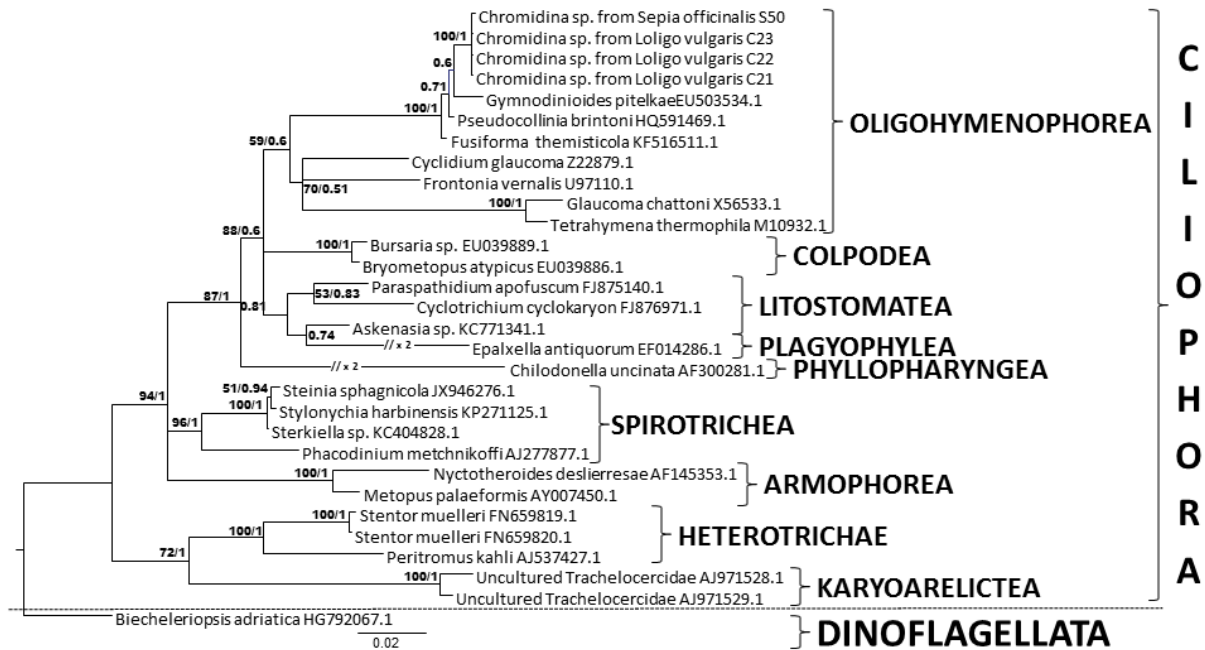 Chromidina sp. from Sepia officinalis S50
100/1
Chromidina sp. from Loligo vulgaris C23
0.6
Chromidina sp. from Loligo vulgaris C22
0.71
Chromidina sp. from Loligo vulgaris C21
Gymnodinioides pitelkaeEU503534.1
100/1
Pseudocollinia brintoni HQ591469.1
OLIGOHYMENOPHOREA
59/0.6
Fusiforma themisticola KF516511.1
Cyclidium glaucoma Z22879.1
70/0.51
Frontonia vernalis U97110.1
100/1
Glaucoma chattoni X56533.1
Tetrahymena thermophila M10932.1
88/0.6
100/1
Bursaria sp. EU039889.1
COLPODEA
Bryometopus atypicus EU039886.1
87/1
0.81
Paraspathidium apofuscum FJ875140.1
53/0.83
Cyclotrichium cyclokaryon FJ876971.1
LITOSTOMATEA
Askenasia sp. KC771341.1
0.74
// x 2
Epalxella antiquorum EF014286.1
PLAGYOPHYLEA
// x 2
Chilodonella uncinata AF300281.1
PHYLLOPHARYNGEA
94/1
51/0.94
Steinia sphagnicola JX946276.1
100/1
Stylonychia harbinensis KP271125.1
96/1
Sterkiella sp. KC404828.1
SPIROTRICHEA
Phacodinium metchnikoffi AJ277877.1
100/1
Nyctotheroides deslierresae AF145353.1
ARMOPHOREA
Metopus palaeformis AY007450.1
100/1
Stentor muelleri FN659819.1
100/1
Stentor muelleri FN659820.1
HETEROTRICHAE
72/1
Peritromus kahli AJ537427.1
100/1
Uncultured Trachelocercidae AJ971528.1
KARYOARELICTEA
Uncultured Trachelocercidae AJ971529.1
CILIOPHORA
Biecheleriopsis adriatica HG792067.1
DINOFLAGELLATA
0.02